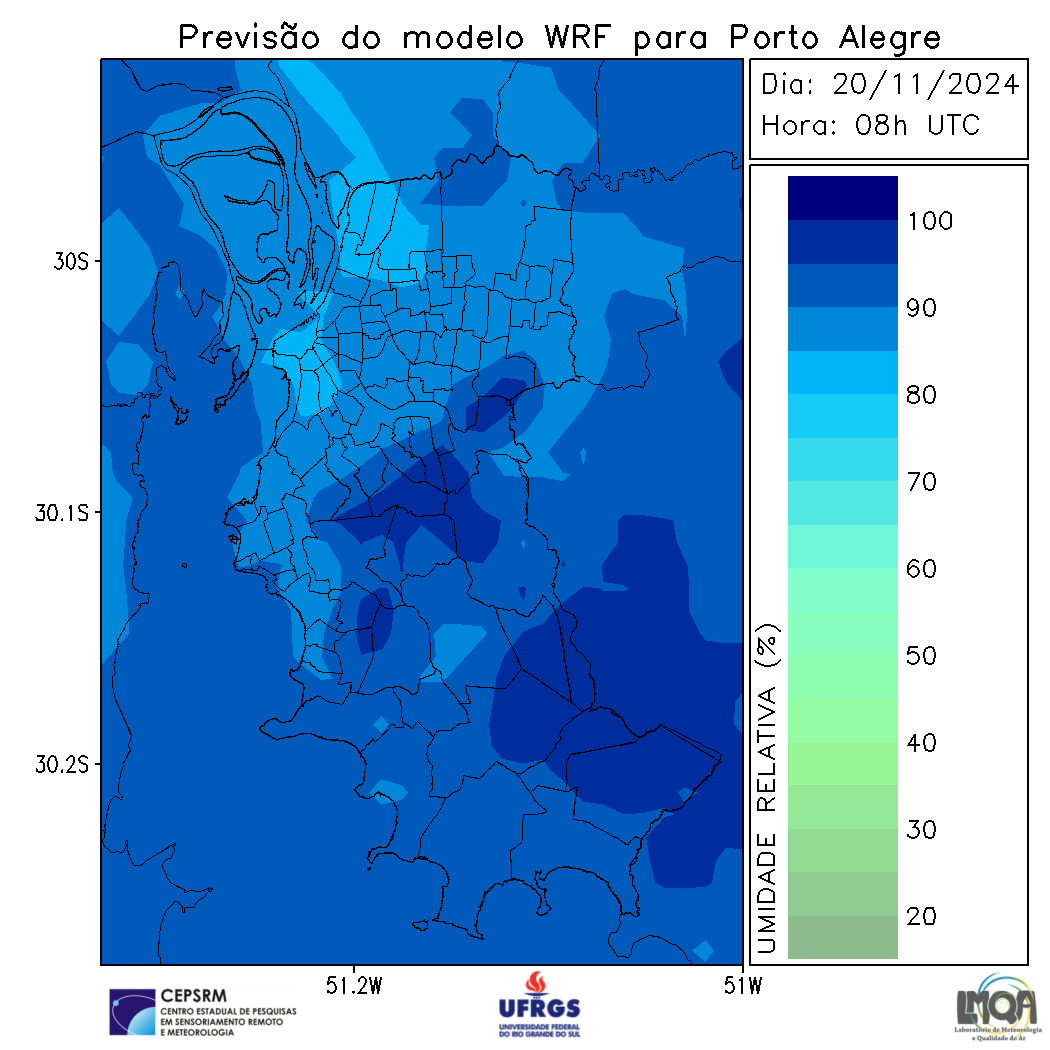 Previsão do modelo WRF para Porto Alegre
Dia: 20/11/2024
Hora: 08h UTC
30S
30.1S
30.2S
51.2W
51W
UMIDADE RELATIVA (%)
100
90
80
70
60
50
40
30
20
CEPSRM
CENTRO ESTADUAL DE PESQUISAS
EM SENSORIAMENTO REMOTO
E METEOROLOGIA
UFRGS
UNIVERSIDADE FEDERAL
DO RIO GRANDE DO SUL
LMQA
Laboratório de Meteorologia
e Qualidade do Ar